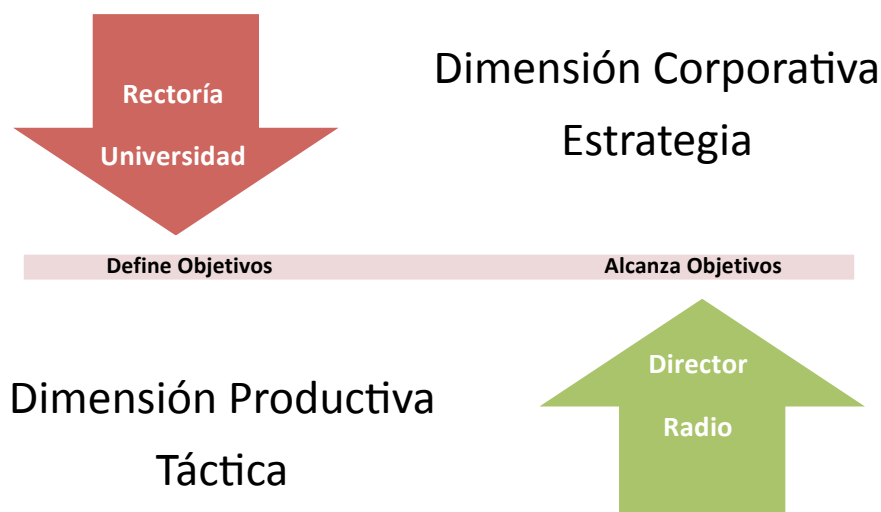 Rectoría
Universidad
Dimensión Corporativa
Estrategia
Define Objetivos
Alcanza Objetivos
Dimensión Productiva
Táctica
Director
Radio